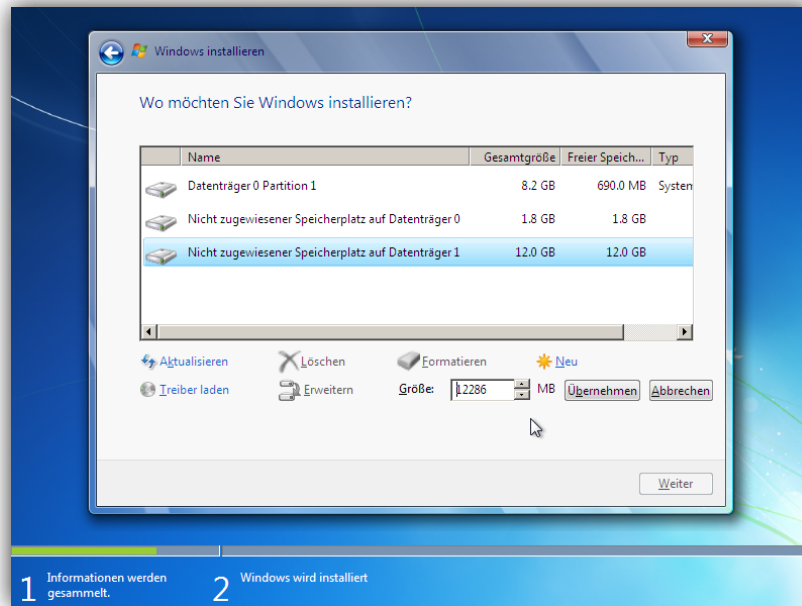 Windows installieren
Wo möchten Sie Windows installieren?
Name Gesamtgröße Freier Speich... Typ
Datenträger 0 Partition 1 8.2 GB 690.0 MB System
Nicht zugewiesener Speicherplatz auf Datenträger 0 1.8 GB 1.8 GB
Nicht zugewiesener Speicherplatz auf Datenträger 1 12.0 GB 12.0 GB
Aktualisieren Löschen Formatieren Neu
Treiber laden Erweitern Größe: 12286 MB Übernehmen Abbrechen
Weiter
1 Informationen werden gesammelt. 2 Windows wird installiert